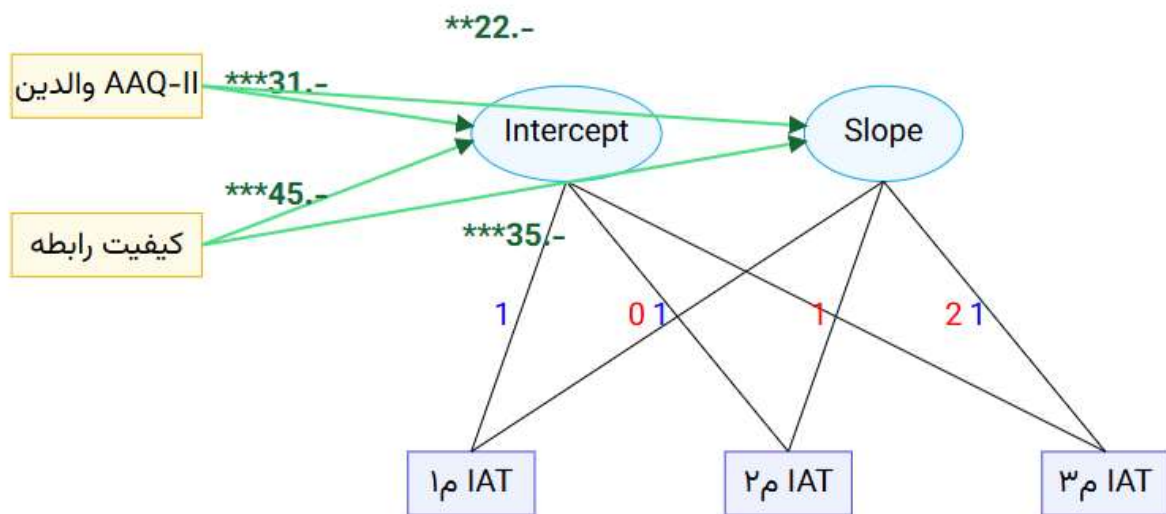 **22.-
AAQ-II والدین
***31.-
Intercept
Slope
***45.-
کیفیت رابطه
***35.-
1
0
1
1
2
1
IAT م۱
IAT م۲
IAT م۳